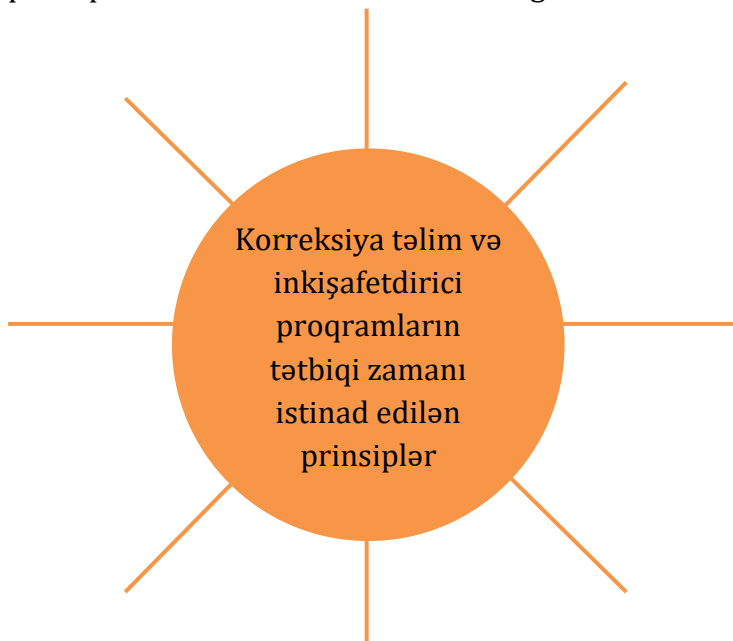 Korreksiya təlim və
inkişafetdirici
proqramların
tətbiqi zamanı
istinad edilən
prinsiplər